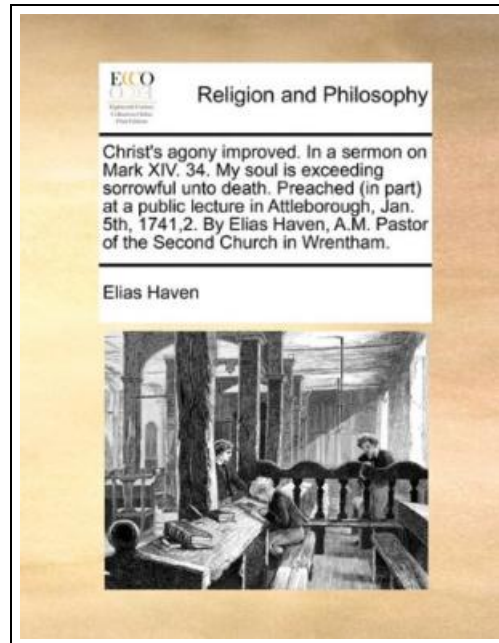 ECCO
Religion and Philosophy
Christ's agony improved. In a sermon on
Mark XIV. 34. My soul is exceeding
sorrowful unto death. Preached (in part)
at a public lecture in Attleborough, Jan.
5th, 1741,2. By Elias Haven, A.M. Pastor
of the Second Church in Wrentham.
Elias Haven